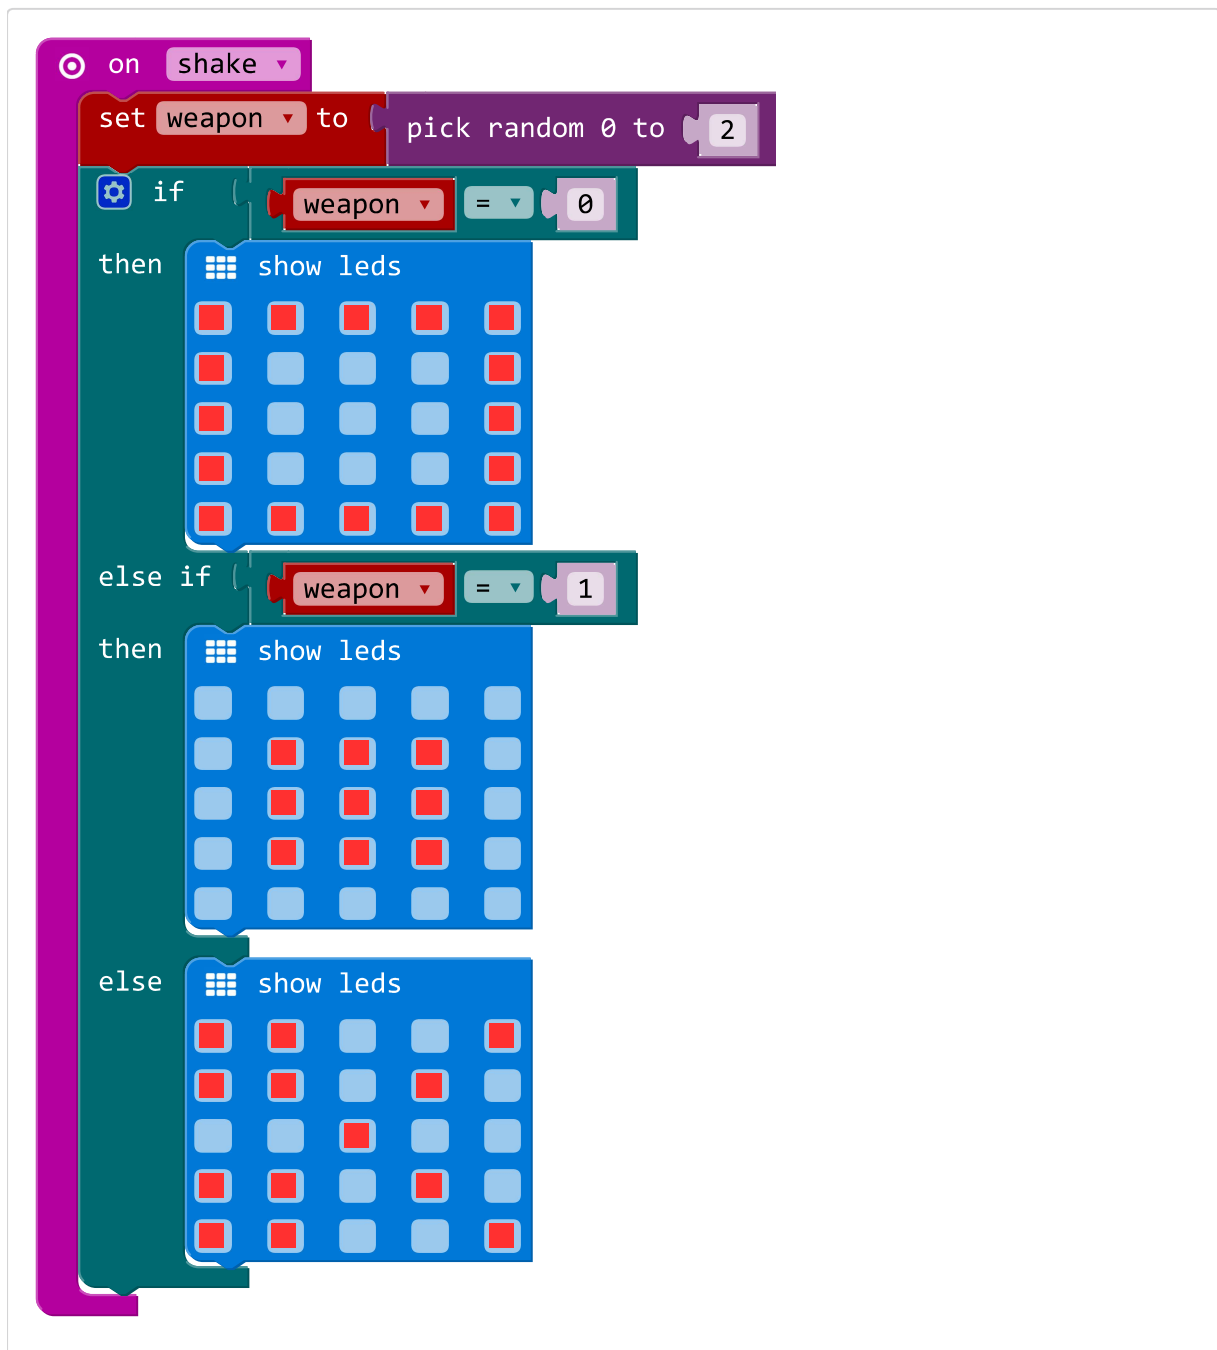 on shake
set weapon to pick random 0 to 2
if weapon = 0
then show leds
else if weapon = 1
then show leds
else show leds